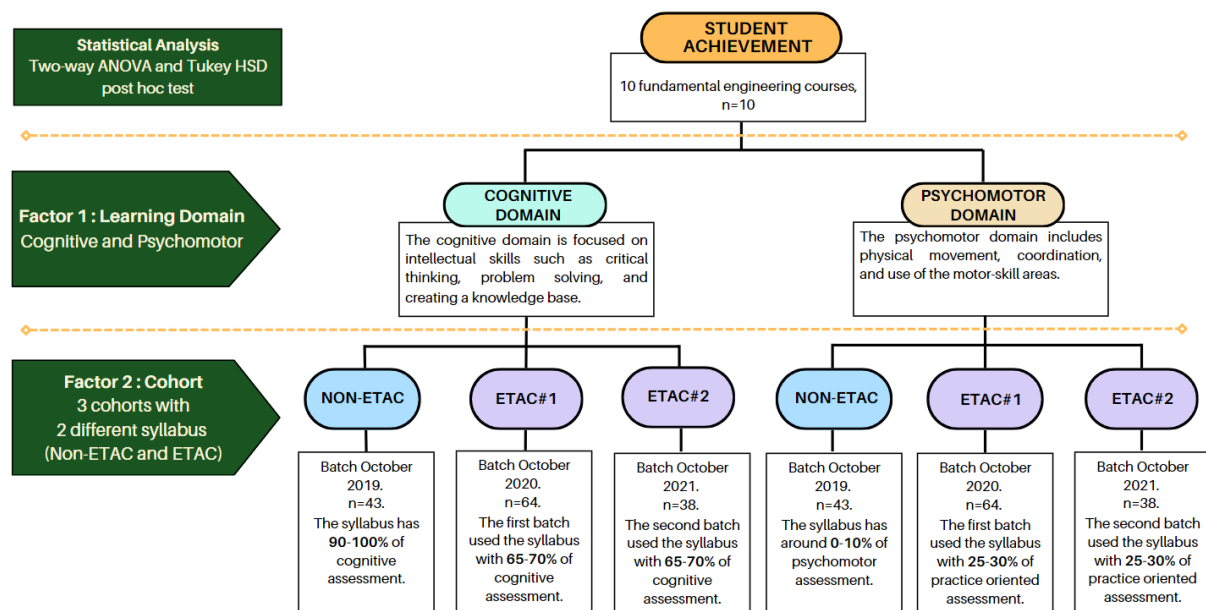 Statistical Analysis
Two-way ANOVA and Tukey HSD
post hoc test
STUDENT
ACHIEVEMENT
10 fundamental engineering courses,
n=10
Factor 1 : Learning Domain
Cognitive and Psychomotor
COGNITIVE
DOMAIN
The cognitive domain is focused on
intellectual skills such as critical
thinking, problem solving, and
creating a knowledge base.
PSYCHOMOTOR
DOMAIN
The psychomotor domain includes
physical movement, coordination,
and use of the motor-skill areas.
Factor 2 : Cohort
3 cohorts with
2 different syllabus
(Non-ETAC and ETAC)
NON-ETAC
Batch October
2019.
n=43.
The syllabus has
90-100% of
cognitive
assessment.
ETAC#1
Batch October
2020.
n=64.
The first batch
used the syllabus
with 65-70% of
cognitive
assessment.
ETAC#2
Batch October
2021.
n=38.
The second batch
used the syllabus
with 65-70% of
cognitive
assessment.
NON-ETAC
Batch October
2019.
n=43.
The syllabus has
around 0-10% of
psychomotor
assessment.
ETAC#1
Batch October
2020.
n=64.
The first batch
used the syllabus
with 25-30% of
practice oriented
assessment.
ETAC#2
Batch October
2021.
n=38.
The second batch
used the syllabus
with 25-30% of
practice oriented
assessment.